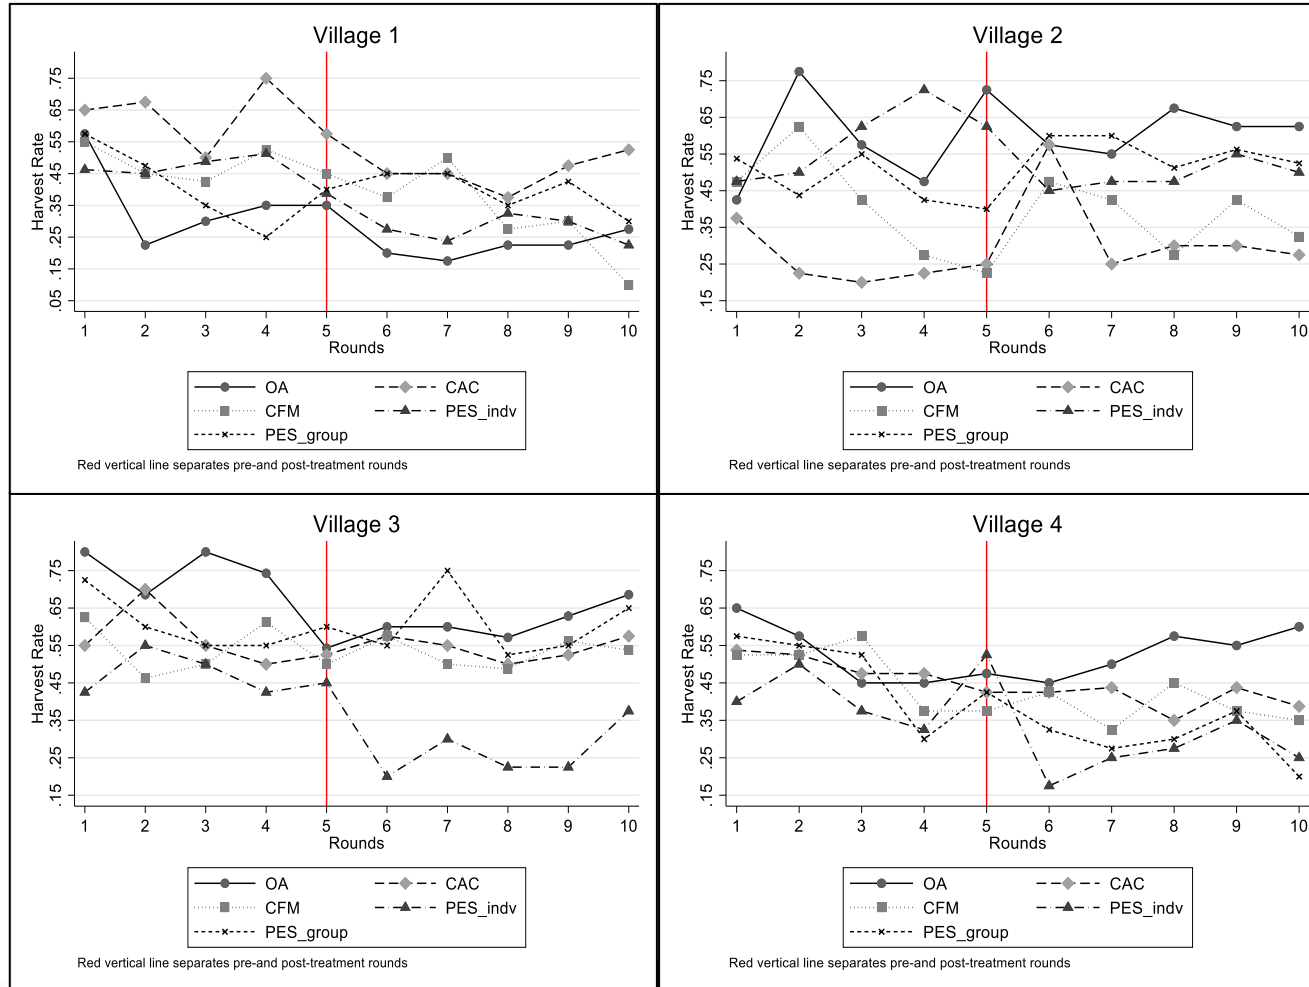 Village 1
Harvest Rate
.75
.65
.55
.45
.35
.25
.15
.05
1 2 3 4 5 6 7 8 9 10
Rounds
OA CAC
CFM PES_indv
PES_group
Red vertical line separates pre-and post-treatment rounds
Village 2
Harvest Rate
.75
.65
.55
.45
.35
.25
.15
1 2 3 4 5 6 7 8 9 10
Rounds
OA CAC
CFM PES_indv
PES_group
Red vertical line separates pre-and post-treatment rounds
Village 3
Harvest Rate
.75
.65
.55
.45
.35
.25
.15
1 2 3 4 5 6 7 8 9 10
Rounds
OA CAC
CFM PES_indv
PES_group
Red vertical line separates pre-and post-treatment rounds
Village 4
Harvest Rate
.75
.65
.55
.45
.35
.25
.15
1 2 3 4 5 6 7 8 9 10
Rounds
OA CAC
CFM PES_indv
PES_group
Red vertical line separates pre-and post-treatment rounds